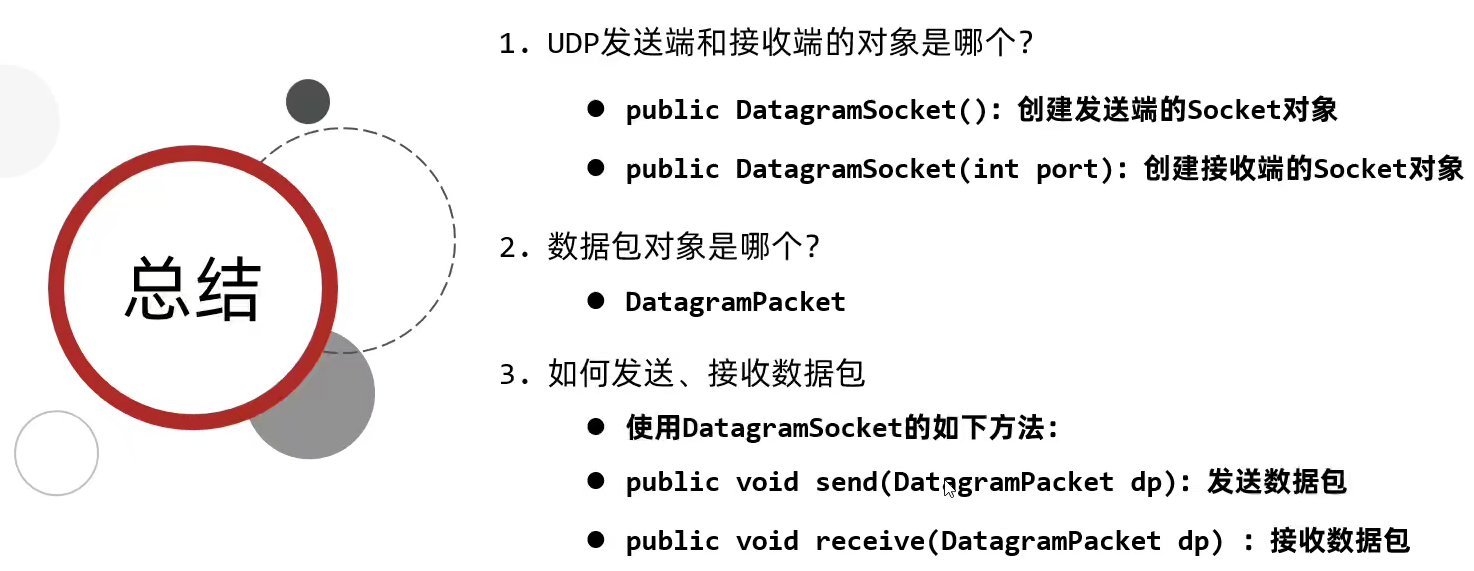 总结
1. UDP发送端和接收端的对象是哪个？
● public DatagramSocket(): 创建发送端的Socket对象
● public DatagramSocket(int port): 创建接收端的Socket对象
2. 数据包对象是哪个？
● DatagramPacket
3. 如何发送、接收数据包
● 使用DatagramSocket的如下方法:
● public void send(DatagramPacket dp): 发送数据包
● public void receive(DatagramPacket dp) : 接收数据包